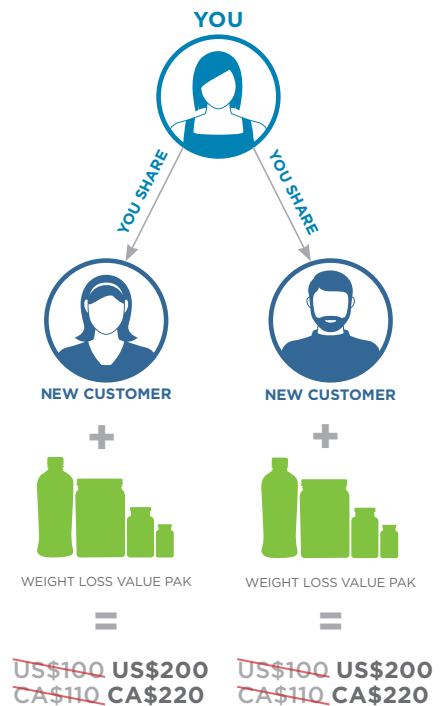 YOU
YOU SHARE
YOU SHARE
NEW CUSTOMER
NEW CUSTOMER
+
+
WEIGHT LOSS VALUE PAK
WEIGHT LOSS VALUE PAK
=
=
US$100 US$200
CA$110 CA$220
US$100 US$200
CA$110 CA$220